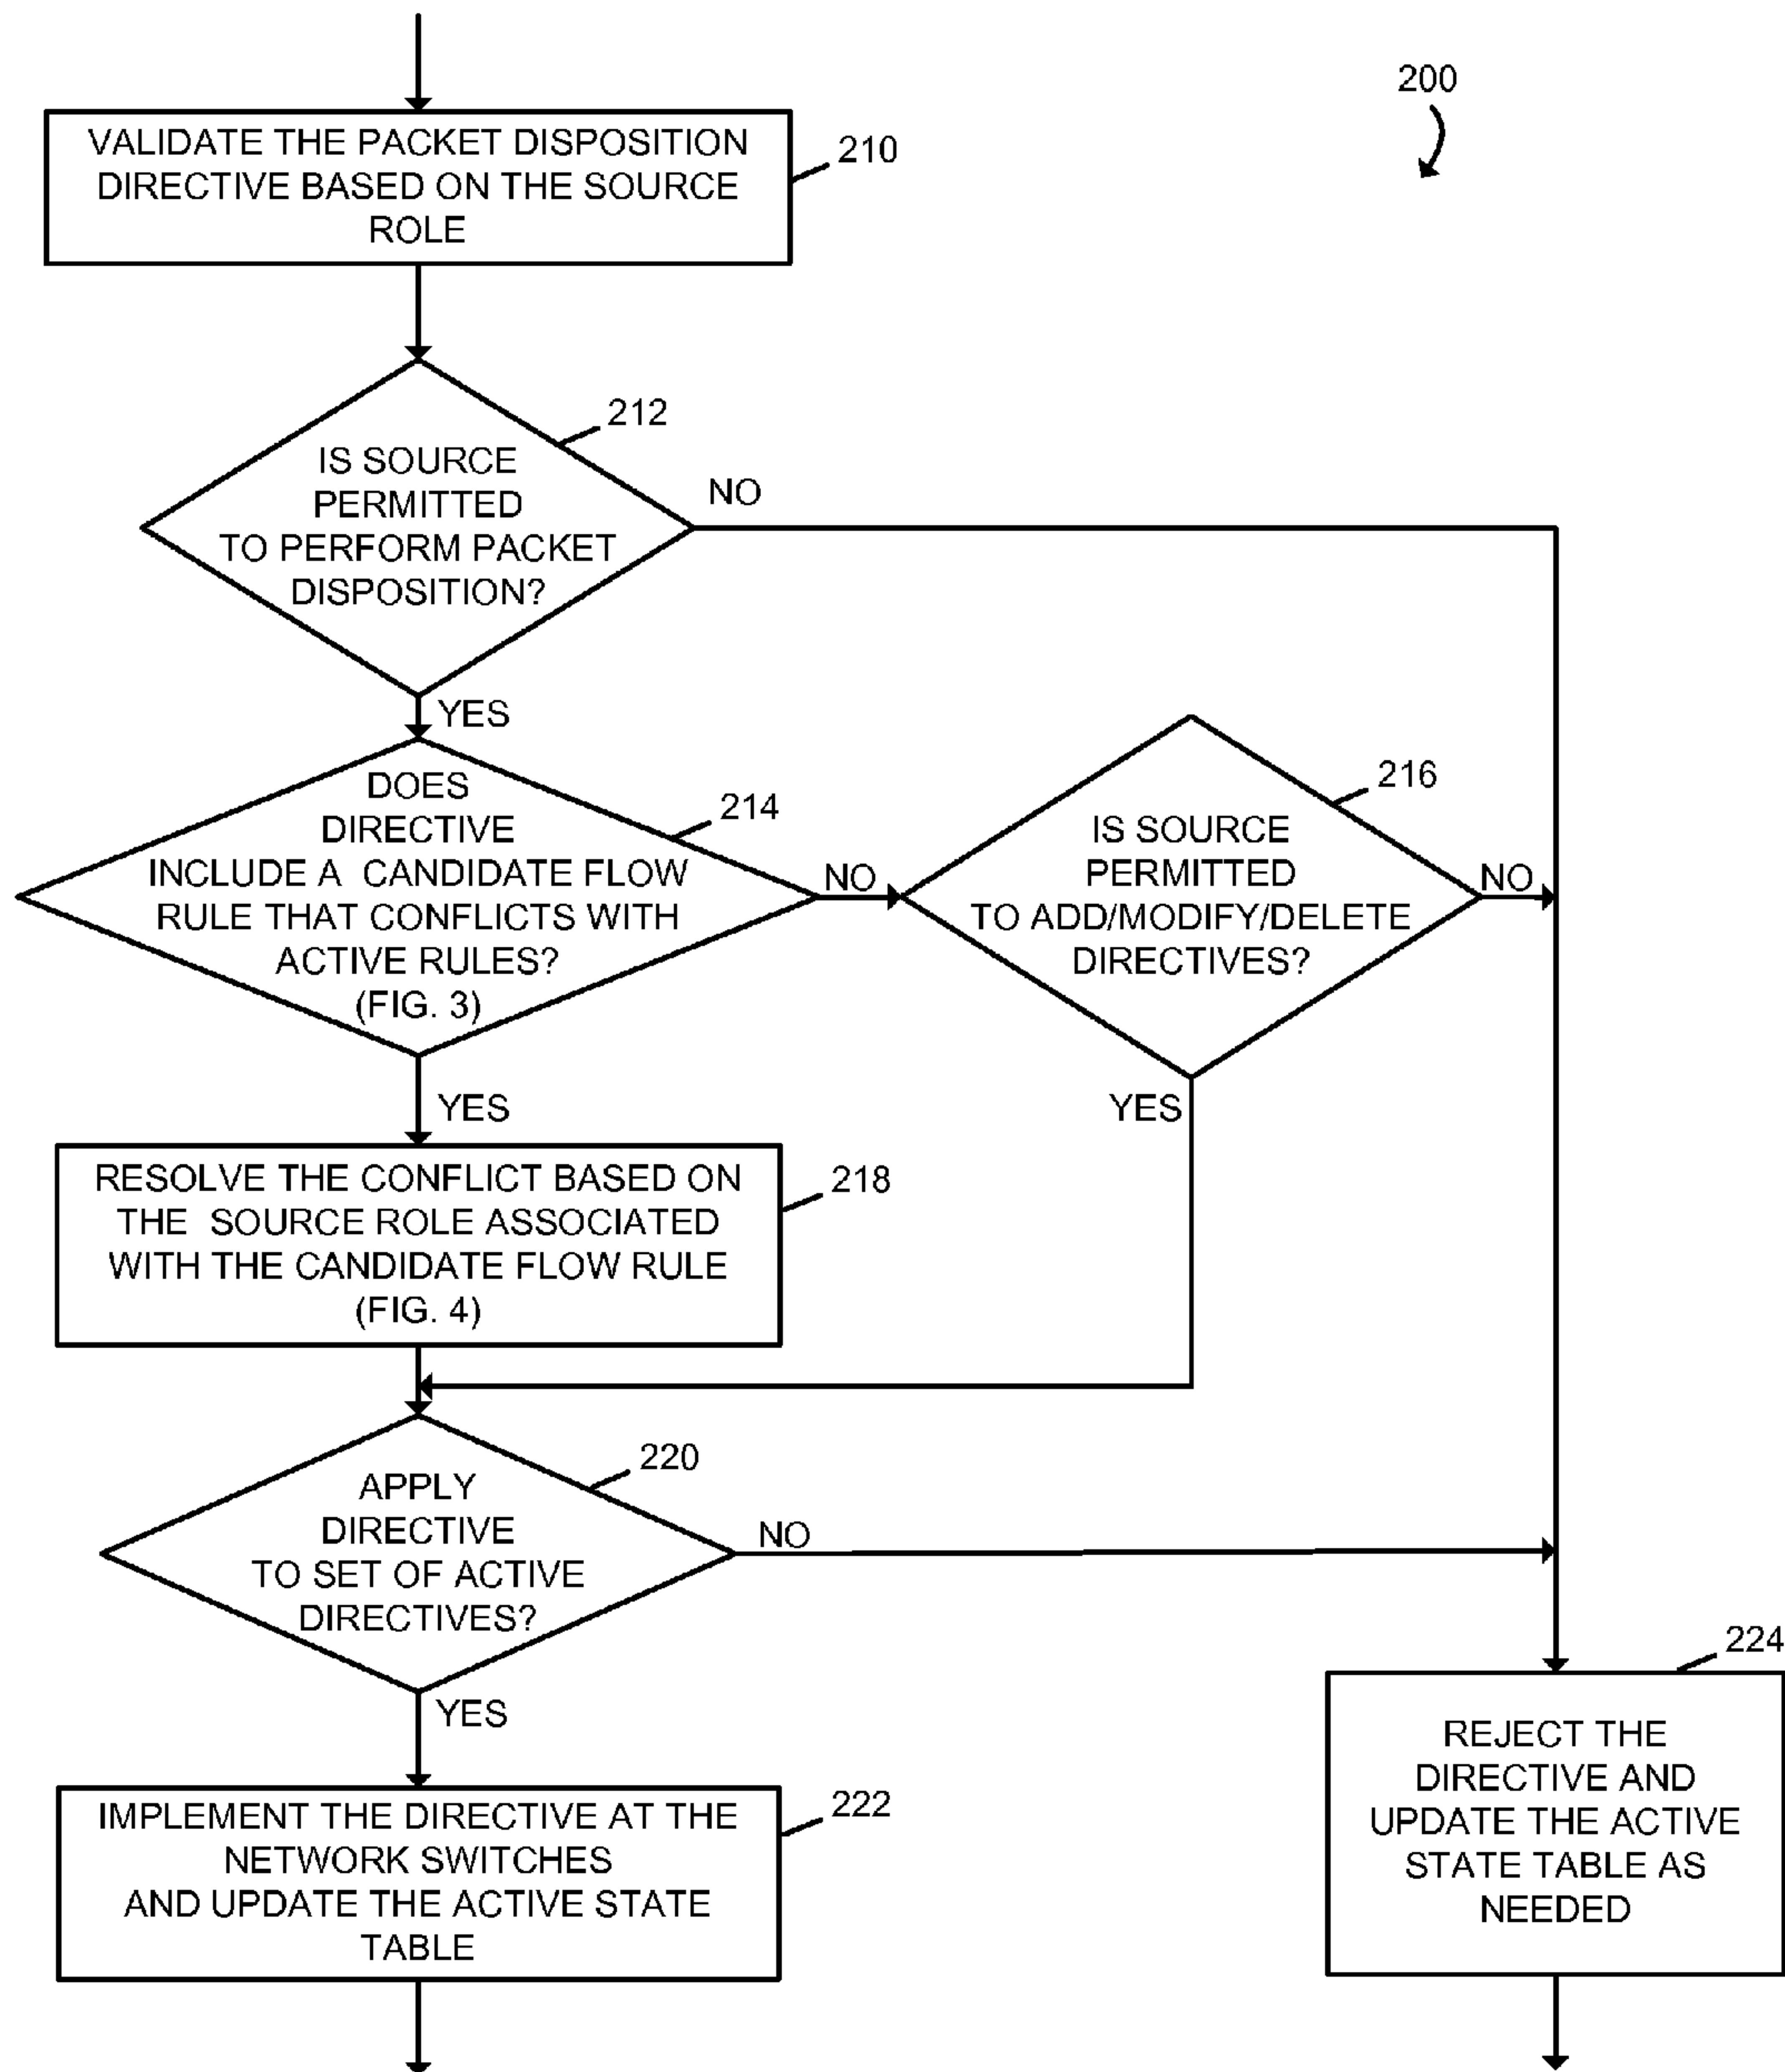 200
VALIDATE THE PACKET DISPOSITION
DIRECTIVE BASED ON THE SOURCE
ROLE
210
212
IS SOURCE
PERMITTED
TO PERFORM PACKET
DISPOSITION?
NO
YES
DOES
DIRECTIVE
INCLUDE A CANDIDATE FLOW
RULE THAT CONFLICTS WITH
ACTIVE RULES?
(FIG. 3)
214
NO
216
IS SOURCE
PERMITTED
TO ADD/MODIFY/DELETE
DIRECTIVES?
NO
YES
YES
RESOLVE THE CONFLICT BASED ON
THE SOURCE ROLE ASSOCIATED
WITH THE CANDIDATE FLOW RULE
(FIG. 4)
218
220
APPLY
DIRECTIVE
TO SET OF ACTIVE
DIRECTIVES?
NO
YES
IMPLEMENT THE DIRECTIVE AT THE
NETWORK SWITCHES
AND UPDATE THE ACTIVE STATE
TABLE
222
224
REJECT THE
DIRECTIVE AND
UPDATE THE ACTIVE
STATE TABLE AS
NEEDED